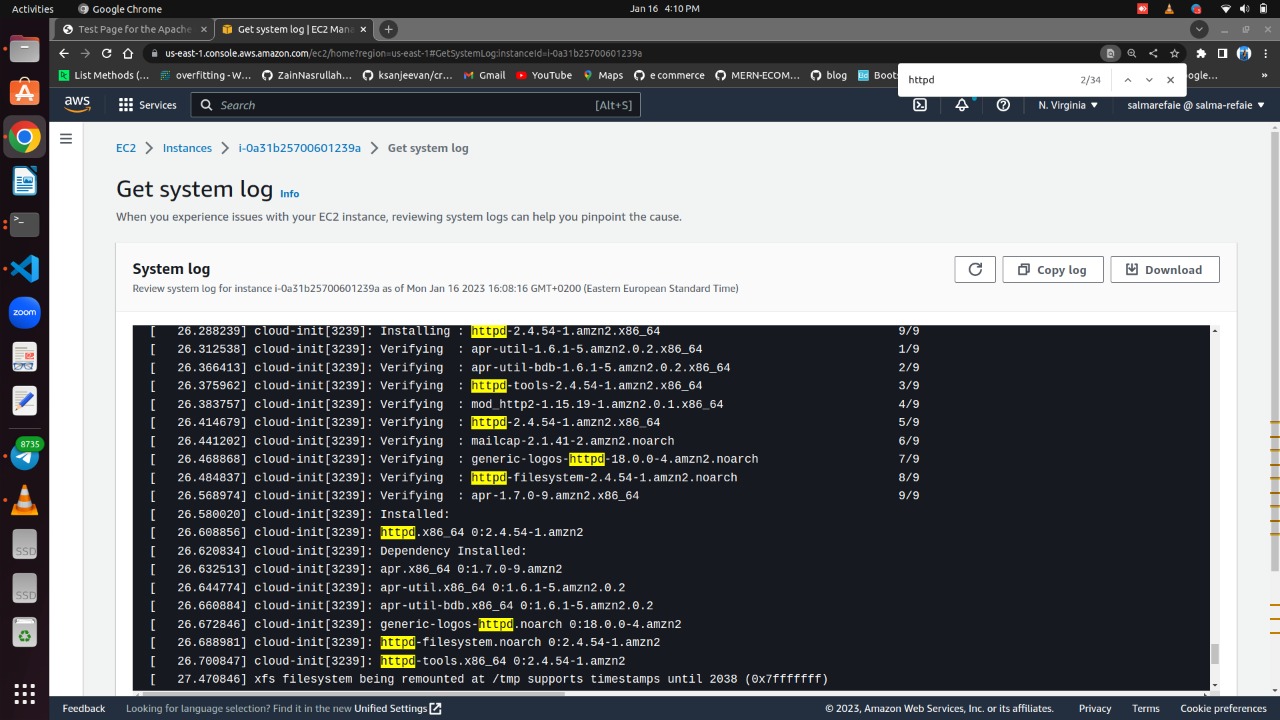 Activities
Google Chrome
Jan 16 4:10 PM
Test Page for the Apache
Get system log | EC2 Mana
us-east-1.console.aws.amazon.com/ec2/home?region=us-east-1#GetSystemLog:instanceId=i-0a31b25700601239a
List Methods (...
overfitting - W...
ZainNasrullah...
ksanjeevan/cr...
Gmail
YouTube
Maps
e commerce
MERN-ECOM...
blog
httpd
2/34
aws
Services
Search
[Alt+S]
N. Virginia
salmarefaie @ salma-refaie
EC2
Instances
i-0a31b25700601239a
Get system log
Get system log Info
When you experience issues with your EC2 instance, reviewing system logs can help you pinpoint the cause.
System log
Copy log
Download
Review system log for instance i-0a31b25700601239a as of Mon Jan 16 2023 16:08:16 GMT+0200 (Eastern European Standard Time)
[ 26.288239] cloud-init[3239]: Installing : httpd-2.4.54-1.amzn2.x86_64 9/9
[ 26.312538] cloud-init[3239]: Verifying : apr-util-1.6.1-5.amzn2.0.2.x86_64 1/9
[ 26.366413] cloud-init[3239]: Verifying : apr-util-bdb-1.6.1-5.amzn2.0.2.x86_64 2/9
[ 26.375962] cloud-init[3239]: Verifying : httpd-tools-2.4.54-1.amzn2.x86_64 3/9
[ 26.383757] cloud-init[3239]: Verifying : mod_http2-1.15.19-1.amzn2.0.1.x86_64 4/9
[ 26.414679] cloud-init[3239]: Verifying : httpd-2.4.54-1.amzn2.x86_64 5/9
[ 26.441202] cloud-init[3239]: Verifying : mailcap-2.1.41-2.amzn2.noarch 6/9
[ 26.468868] cloud-init[3239]: Verifying : generic-logos-httpd-18.0.0-4.amzn2.noarch 7/9
[ 26.484837] cloud-init[3239]: Verifying : httpd-filesystem-2.4.54-1.amzn2.noarch 8/9
[ 26.568974] cloud-init[3239]: Verifying : apr-1.7.0-9.amzn2.x86_64 9/9
[ 26.580020] cloud-init[3239]: Installed:
[ 26.608856] cloud-init[3239]: httpd.x86_64 0:2.4.54-1.amzn2
[ 26.620834] cloud-init[3239]: Dependency Installed:
[ 26.632513] cloud-init[3239]: apr.x86_64 0:1.7.0-9.amzn2
[ 26.644774] cloud-init[3239]: apr-util.x86_64 0:1.6.1-5.amzn2.0.2
[ 26.660884] cloud-init[3239]: apr-util-bdb.x86_64 0:1.6.1-5.amzn2.0.2
[ 26.672846] cloud-init[3239]: generic-logos-httpd.noarch 0:18.0.0-4.amzn2
[ 26.688981] cloud-init[3239]: httpd-filesystem.noarch 0:2.4.54-1.amzn2
[ 26.700847] cloud-init[3239]: httpd-tools.x86_64 0:2.4.54-1.amzn2
[ 27.470846] xfs filesystem being remounted at /tmp supports timestamps until 2038 (0x7fffffff)
zoom
8735
SSD
SSD
Feedback
Looking for language selection? Find it in the new Unified Settings
© 2023, Amazon Web Services, Inc. or its affiliates.
Privacy
Terms
Cookie preferences